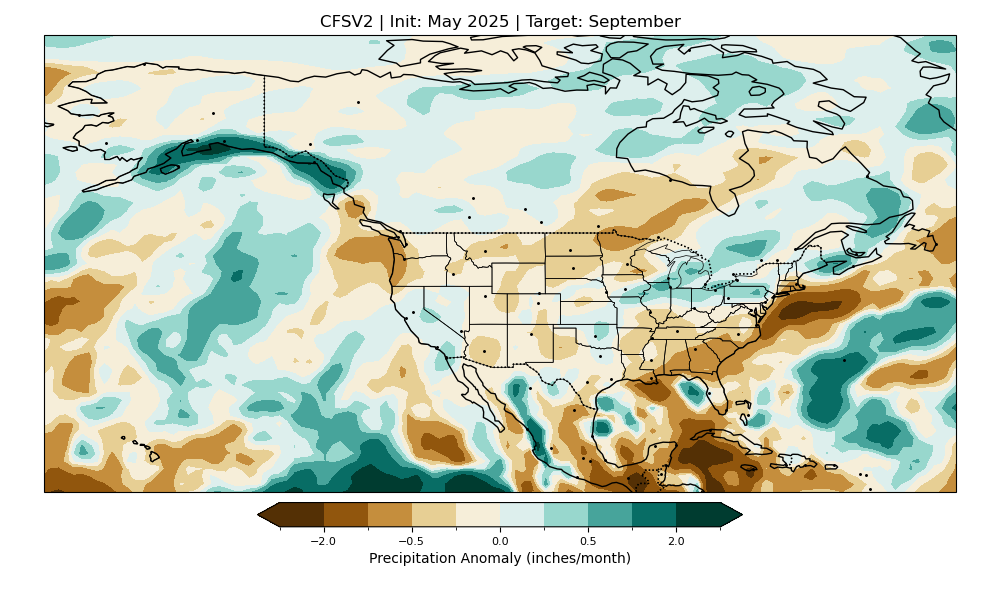 CFSV2 | Init: May 2025 | Target: September
−2.0 −0.5 0.0 0.5 2.0
Precipitation Anomaly (inches/month)